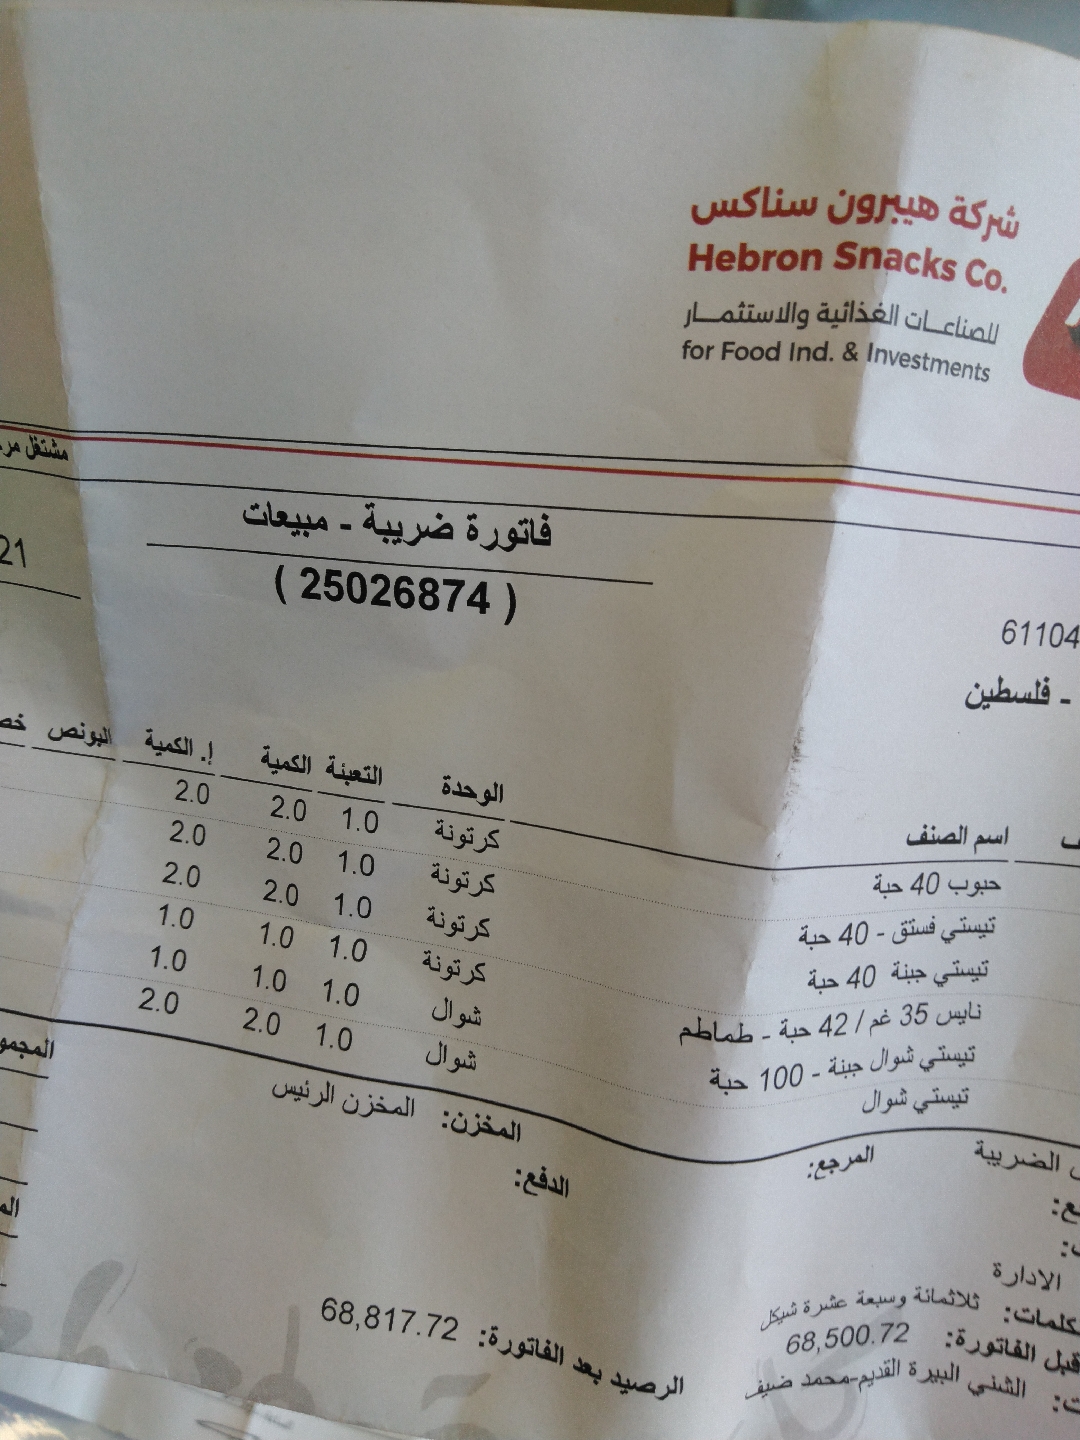 شركة هيبرون سناكس
Hebron Snacks Co.
للصناعات الغذائية والاستثمار
for Food Ind. & Investments
مشتغل
فاتورة ضريبة - مبيعات
( 25026874 )
21
61104
- فلسطين
اسم الصنف الوحدة التعبئة الكمية إ. الكمية البونص
حبوب 40 حبة كرتونة 1.0 2.0 2.0
تيستي فستق - 40 حبة كرتونة 1.0 2.0 2.0
تيستي جبنة 40 حبة كرتونة 1.0 2.0 2.0
نايس 35 غم / 42 حبة - طماطم كرتونة 1.0 1.0 1.0
تيستي شوال جبنة - 100 حبة شوال 1.0 1.0 1.0
تيستي شوال شوال 1.0 2.0 2.0
الضريبة المرجع: المخزن: المخزن الرئيس
الدفع:
الادارة
ثلاثمائة وسبعة عشرة شيكل
قبل الفاتورة: 68,500.72 الرصيد بعد الفاتورة: 68,817.72
الشني البيرة القديم-محمد ضيف